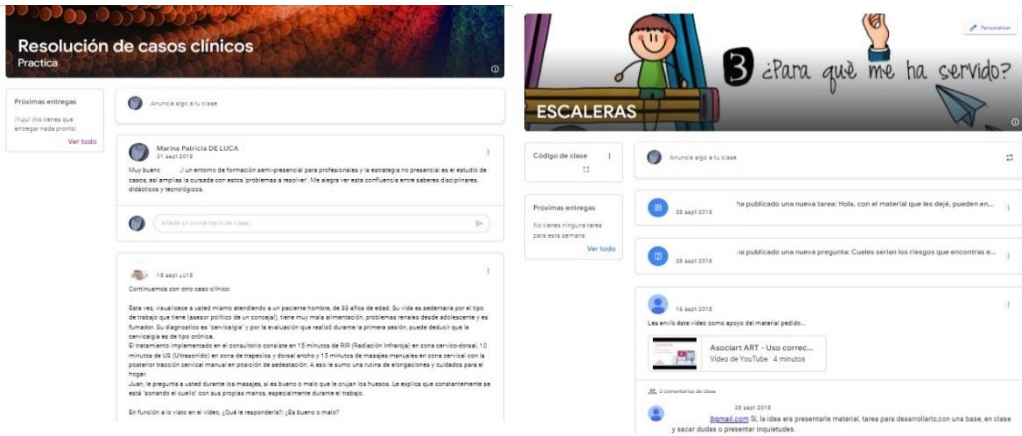 Resolución de casos clínicos
Practica
Próximas entregas
¡Yuju! ¡No tienes que
entregar nada pronto!
Ver todo
Anuncia algo a tu clase
Marina Patricia DE LUCA
21 sept 2018
Muy bueno un entorno de formación semi-presencial para profesionales y la estrategia no presencial es el estudio de
casos, así amplías la cursada con estos 'problemas a resolver'. Me alegra ver esta confluencia entre saberes disciplinares,
didácticos y tecnológicos.
Añade un comentario de clase...
Continuamos con otro caso clínico:
Esta vez, visualícese a usted mismo atendiendo a un paciente hombre, de 33 años de edad. Su vida es sedentaria por el tipo
de trabajo que tiene (asesor político de un concejal), tiene muy mala alimentación, problemas renales desde adolescente y es
fumador. Su diagnostico es "cervicalgia" y por la evaluación que realizó durante la primera sesión, puede deducir que la
cervicalgia es de tipo crónica.
El tratamiento implementado en el consultorio consiste en 15 minutos de RIR (Radiación Infraroja) en zona cervico-dorsal, 10
minutos de US (Ultrasonido) en zona de trapecios y dorsal ancho y 15 minutos de masajes manuales en zona cervical con la
posterior tracción cervical manual en posición de sedestación. A eso le sumo una rutina de elongaciones y cuidados para el
hogar.
Juan, le pregunta a usted durante los masajes, si es bueno o malo que le crujan los huesos. Le explica que constantemente se
está 'sonando el cuello' con sus propias manos, especialmente durante el trabajo.
En función a lo visto en el vídeo, ¿Qué le respondería?: ¿Es bueno o malo?
Personalizar
3 ¿Para qué me ha servido?
ESCALERAS
Código de clase
Próximas entregas
No tienes ninguna tarea
para esta semana
Ver todo
Anuncia algo a tu clase
ha publicado una nueva tarea: Hola, con el material que les dejé, pueden en...
28 sept 2018
ha publicado una nueva pregunta: Cuales serían los riesgos que encontras e...
28 sept 2018
16 sept 2018
Les envío éste vídeo como apoyo del material pedido...
Asociart ART - Uso correc...
Vídeo de YouTube 4 minutos
2 comentarios de clase
28 sept 2018
@gmail.com Si, la idea era presentarle material, tarea para desarrollarlo,con una base, en clase
y sacar dudas o presentar inquietudes.